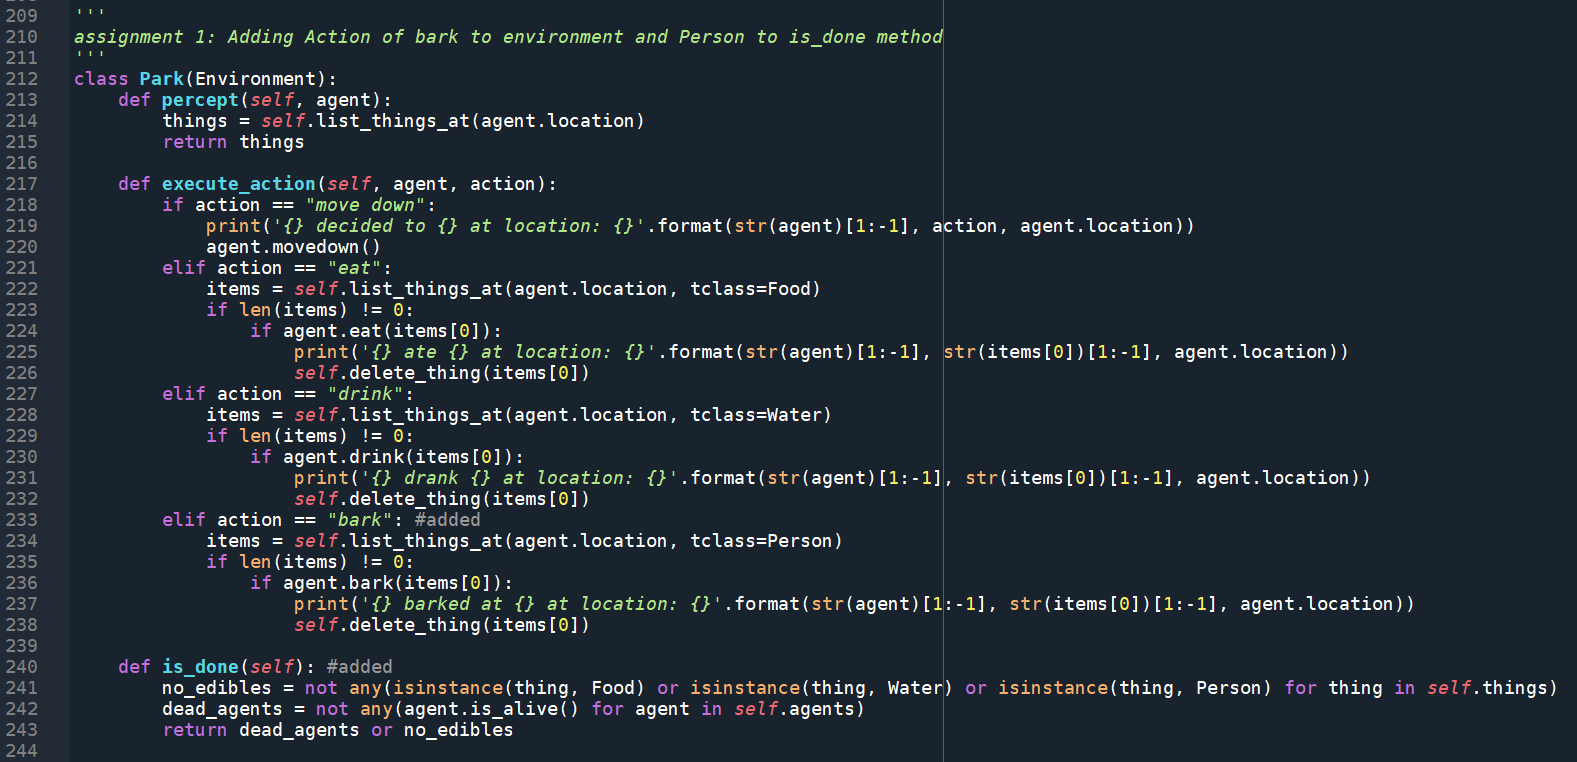 209 '''
210 assignment 1: Adding Action of bark to environment and Person to is_done method
211 '''
212 class Park(Environment):
213     def percept(self, agent):
214         things = self.list_things_at(agent.location)
215         return things
216
217     def execute_action(self, agent, action):
218         if action == "move down":
219             print('{} decided to {} at location: {}'.format(str(agent)[1:-1], action, agent.location))
220             agent.movedown()
221         elif action == "eat":
222             items = self.list_things_at(agent.location, tclass=Food)
223             if len(items) != 0:
224                 if agent.eat(items[0]):
225                     print('{} ate {} at location: {}'.format(str(agent)[1:-1], str(items[0])[1:-1], agent.location))
226                     self.delete_thing(items[0])
227         elif action == "drink":
228             items = self.list_things_at(agent.location, tclass=Water)
229             if len(items) != 0:
230                 if agent.drink(items[0]):
231                     print('{} drank {} at location: {}'.format(str(agent)[1:-1], str(items[0])[1:-1], agent.location))
232                     self.delete_thing(items[0])
233         elif action == "bark": #added
234             items = self.list_things_at(agent.location, tclass=Person)
235             if len(items) != 0:
236                 if agent.bark(items[0]):
237                     print('{} barked at {} at location: {}'.format(str(agent)[1:-1], str(items[0])[1:-1], agent.location))
238                     self.delete_thing(items[0])
239
240     def is_done(self): #added
241         no_edibles = not any(isinstance(thing, Food) or isinstance(thing, Water) or isinstance(thing, Person) for thing in self.things)
242         dead_agents = not any(agent.is_alive() for agent in self.agents)
243         return dead_agents or no_edibles
244